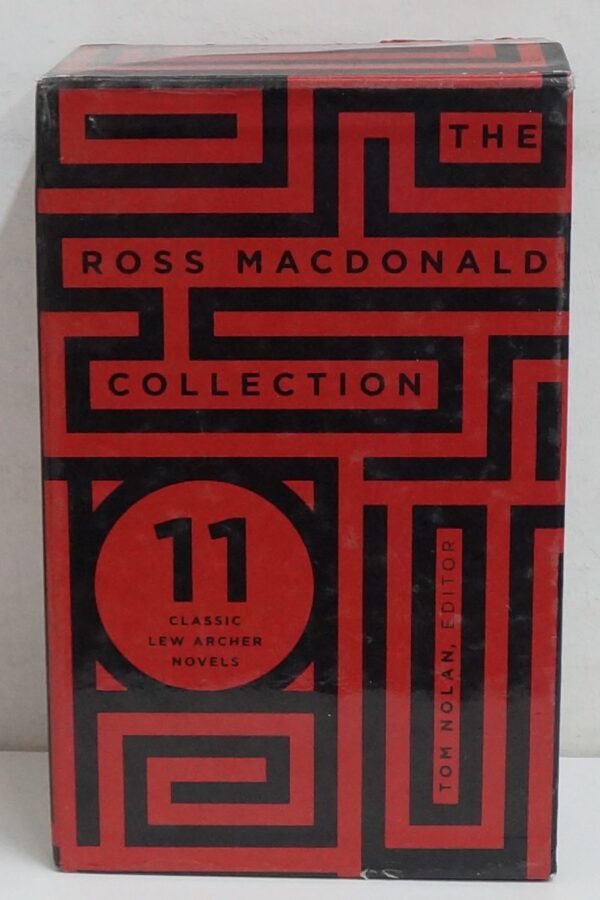 THE
ROSS MACDONALD
COLLECTION
11
CLASSIC
LEW ARCHER
NOVELS
TOM NOLAN, EDITOR